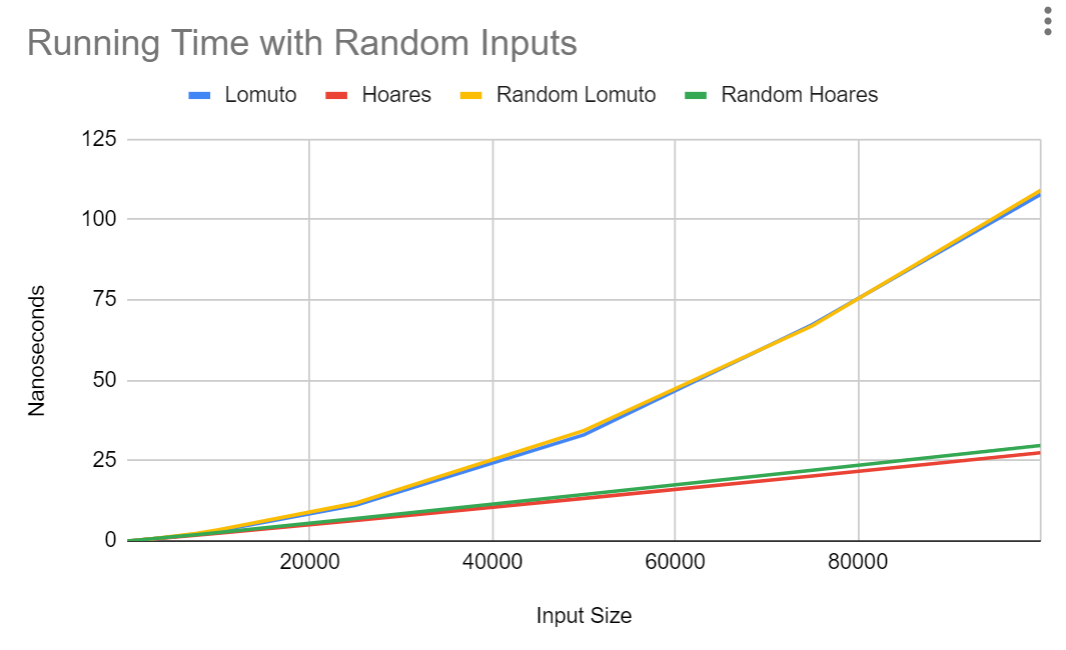 Running Time with Random Inputs
Lomuto Hoares Random Lomuto Random Hoares
125
100
75
50
25
0
Nanoseconds
20000 40000 60000 80000
Input Size